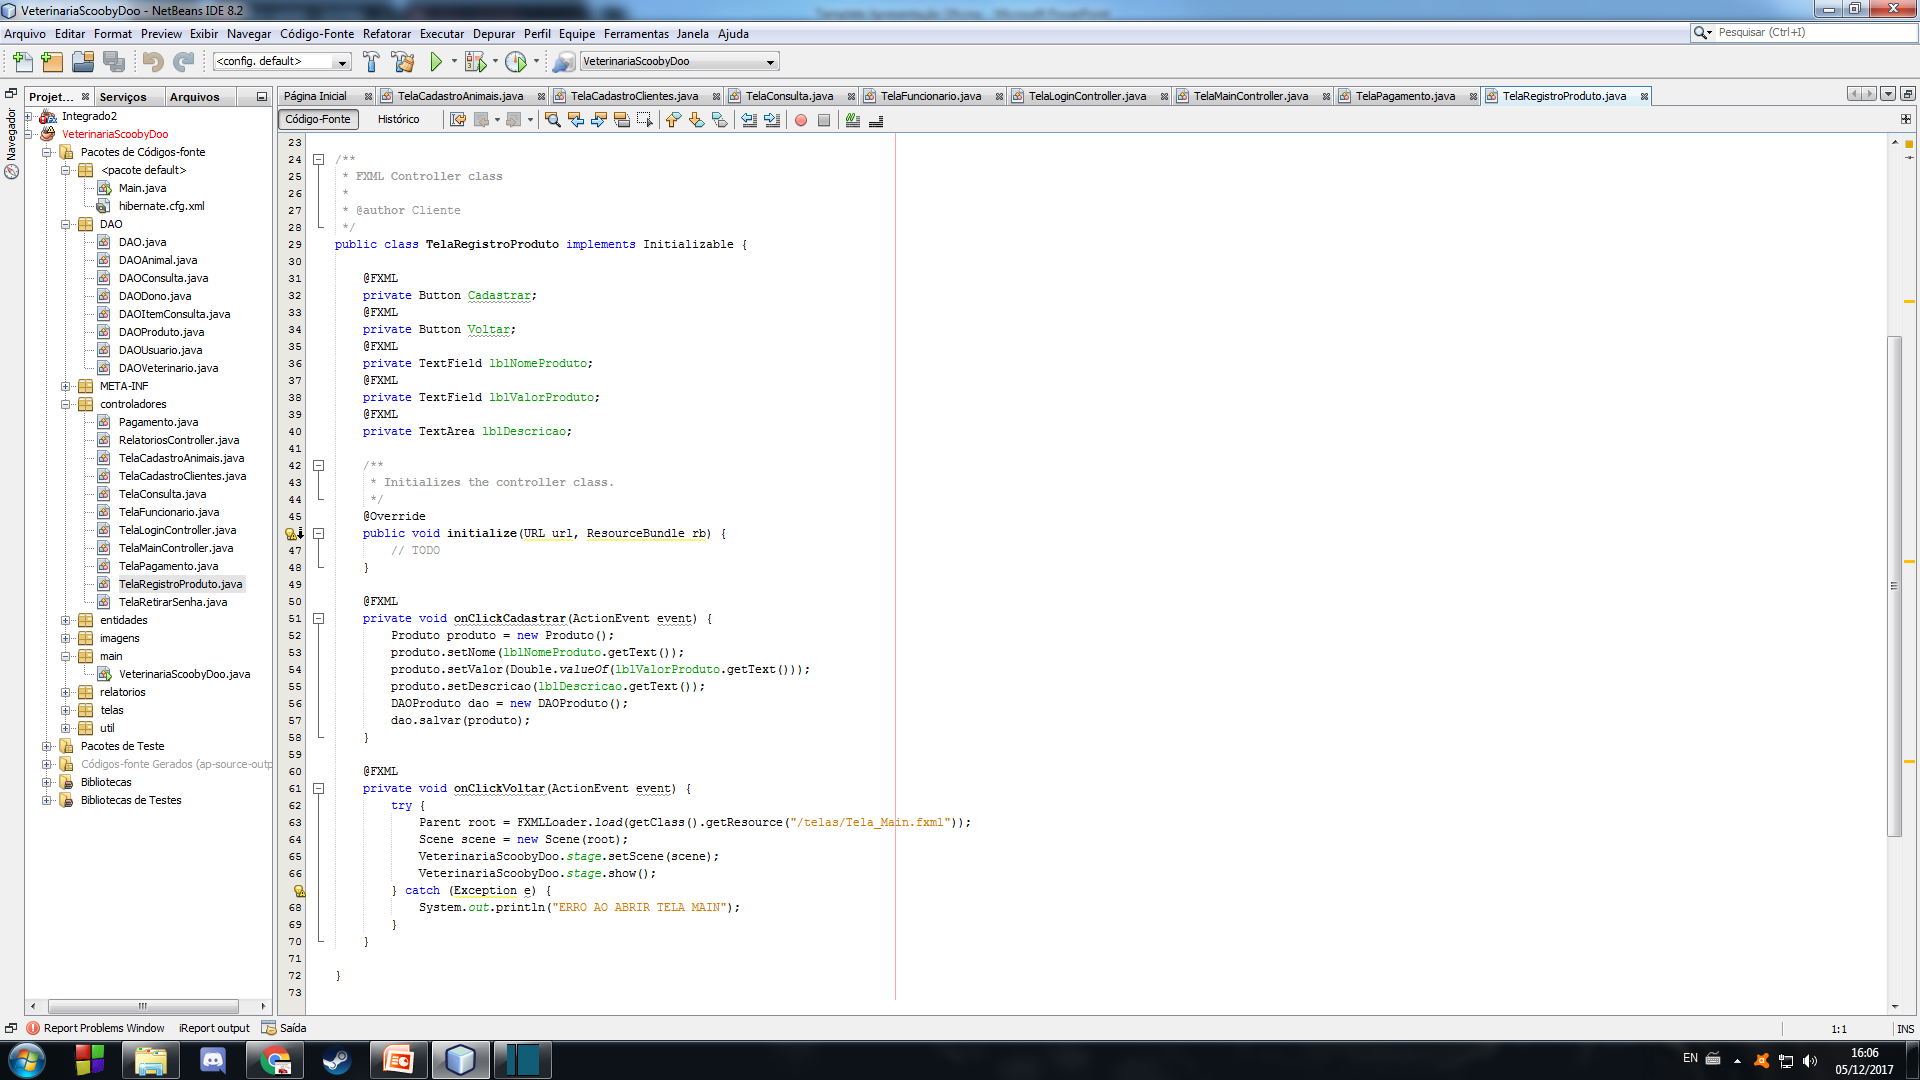 VeterinariaScoobyDoo - NetBeans IDE 8.2
Arquivo Editar Format Preview Exibir Navegar Código-Fonte Refatorar Executar Depurar Perfil Equipe Ferramentas Janela Ajuda
Pesquisar (Ctrl+I)
<config. default>
VeterinariaScoobyDoo
Projet... Serviços Arquivos
Página Inicial TelaCadastroAnimais.java TelaCadastroClientes.java TelaConsulta.java TelaFuncionario.java TelaLoginController.java TelaMainController.java TelaPagamento.java TelaRegistroProduto.java
Código-Fonte Histórico
Navegador
Integrado2
VeterinariaScoobyDoo
Pacotes de Códigos-fonte
<pacote default>
Main.java
hibernate.cfg.xml
DAO
DAO.java
DAOAnimal.java
DAOConsulta.java
DAODono.java
DAOItemConsulta.java
DAOProduto.java
DAOUsuario.java
DAOVeterinario.java
META-INF
controladores
Pagamento.java
RelatoriosController.java
TelaCadastroAnimais.java
TelaCadastroClientes.java
TelaConsulta.java
TelaFuncionario.java
TelaLoginController.java
TelaMainController.java
TelaPagamento.java
TelaRegistroProduto.java
TelaRetirarSenha.java
entidades
imagens
main
VeterinariaScoobyDoo.java
relatorios
telas
util
Pacotes de Teste
Códigos-fonte Gerados (ap-source-outp
Bibliotecas
Bibliotecas de Testes
23
24 /**
25 * FXML Controller class
26 *
27 * @author Cliente
28 */
29 public class TelaRegistroProduto implements Initializable {
30
31 @FXML
32 private Button Cadastrar;
33 @FXML
34 private Button Voltar;
35 @FXML
36 private TextField lblNomeProduto;
37 @FXML
38 private TextField lblValorProduto;
39 @FXML
40 private TextArea lblDescricao;
41
42 /**
43 * Initializes the controller class.
44 */
45 @Override
public void initialize(URL url, ResourceBundle rb) {
47 // TODO
48 }
49
50 @FXML
51 private void onClickCadastrar(ActionEvent event) {
52 Produto produto = new Produto();
53 produto.setNome(lblNomeProduto.getText());
54 produto.setValor(Double.valueOf(lblValorProduto.getText()));
55 produto.setDescricao(lblDescricao.getText());
56 DAOProduto dao = new DAOProduto();
57 dao.salvar(produto);
58 }
59
60 @FXML
61 private void onClickVoltar(ActionEvent event) {
62 try {
63 Parent root = FXMLLoader.load(getClass().getResource("/telas/Tela_Main.fxml"));
64 Scene scene = new Scene(root);
65 VeterinariaScoobyDoo.stage.setScene(scene);
66 VeterinariaScoobyDoo.stage.show();
} catch (Exception e) {
68 System.out.println("ERRO AO ABRIR TELA MAIN");
69 }
70 }
71
72 }
73
Report Problems Window iReport output Saída
1:1 INS
EN
16:06
05/12/2017